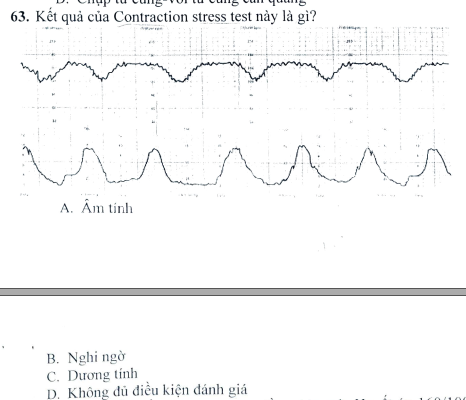 63. Kết quả của Contraction stress test này là gì?
A. Âm tính
B. Nghi ngờ
C. Dương tính
D. Không đủ điều kiện đánh giá